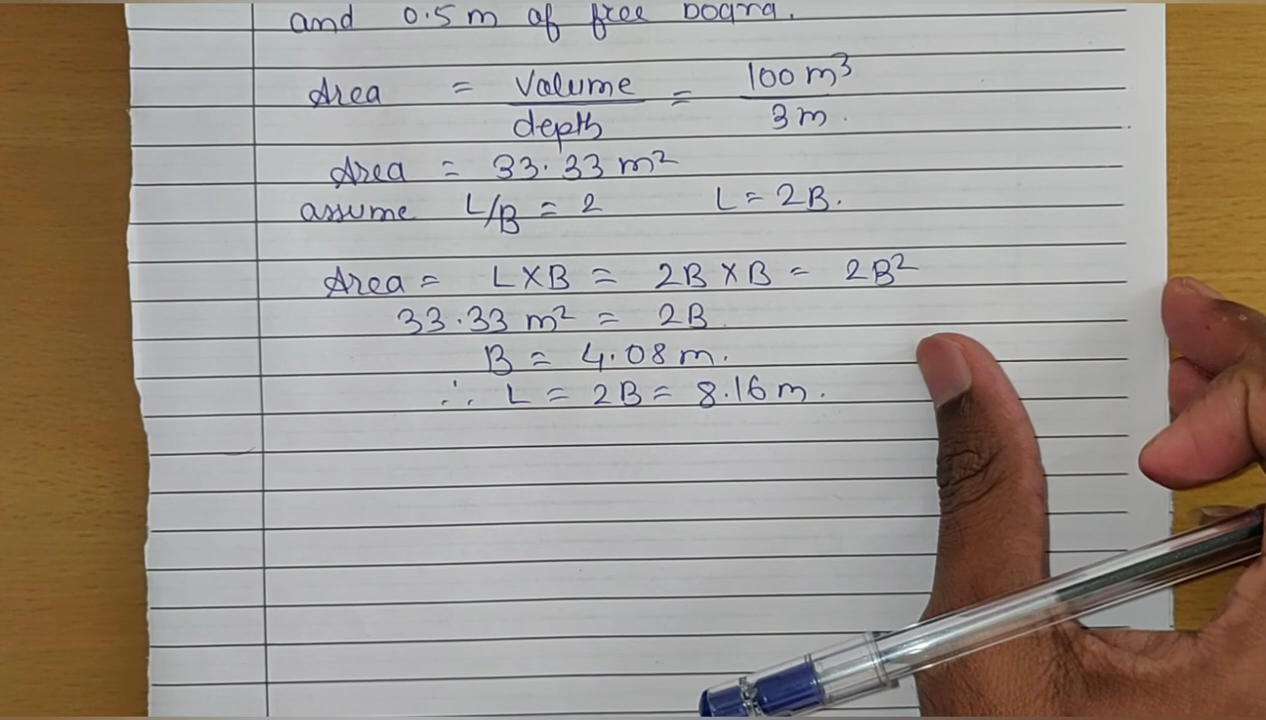 and 0.5 m of free board.
Area = Volume / depth = 100 m³ / 3 m.
Area = 33.33 m²
assume L/B = 2 L = 2B.
Area = L X B = 2B X B = 2B²
33.33 m² = 2B
B = 4.08 m.
∴ L = 2B = 8.16 m.